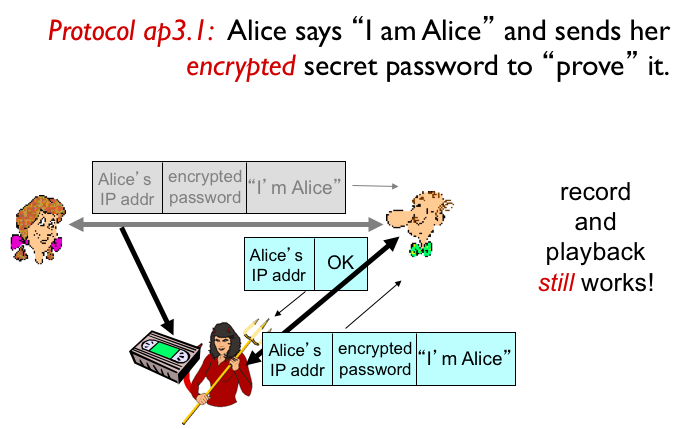 Protocol ap3.1: Alice says “I am Alice” and sends her
encrypted secret password to “prove” it.
Alice’s
IP addr
encrypted
password
“I’m Alice”
record
and
playback
still works!
Alice’s
IP addr
OK
Alice’s
IP addr
encrypted
password
“I’m Alice”